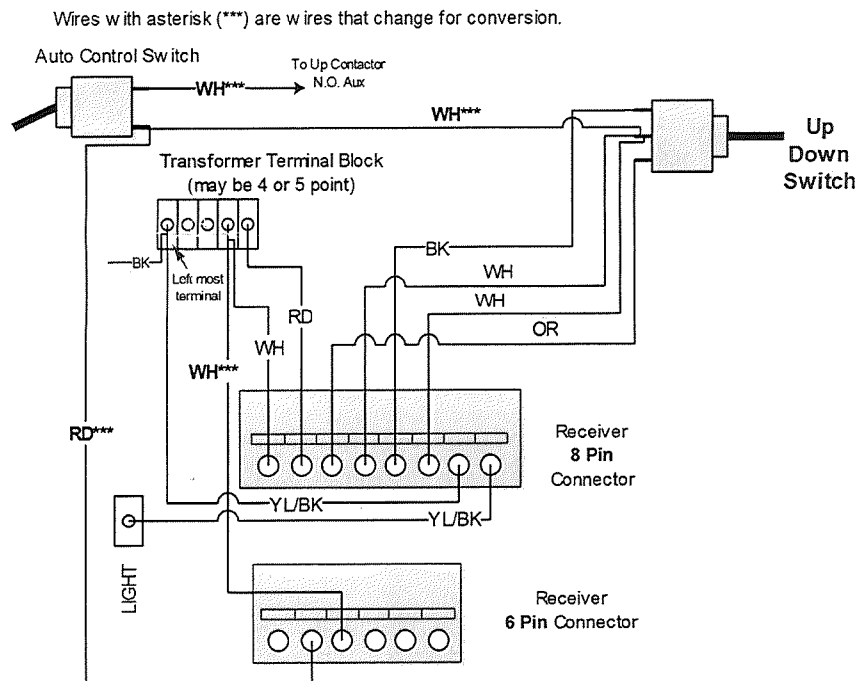 Wires with asterisk (***) are wires that change for conversion.
Auto Control Switch
WH***
To Up Contactor
N.O. Aux
WH***
Up
Down
Switch
Transformer Terminal Block
(may be 4 or 5 point)
BK
Left most
terminal
BK
WH
WH
RD
OR
WH
WH***
RD***
Receiver
8 Pin
Connector
YL/BK
YL/BK
LIGHT
Receiver
6 Pin Connector